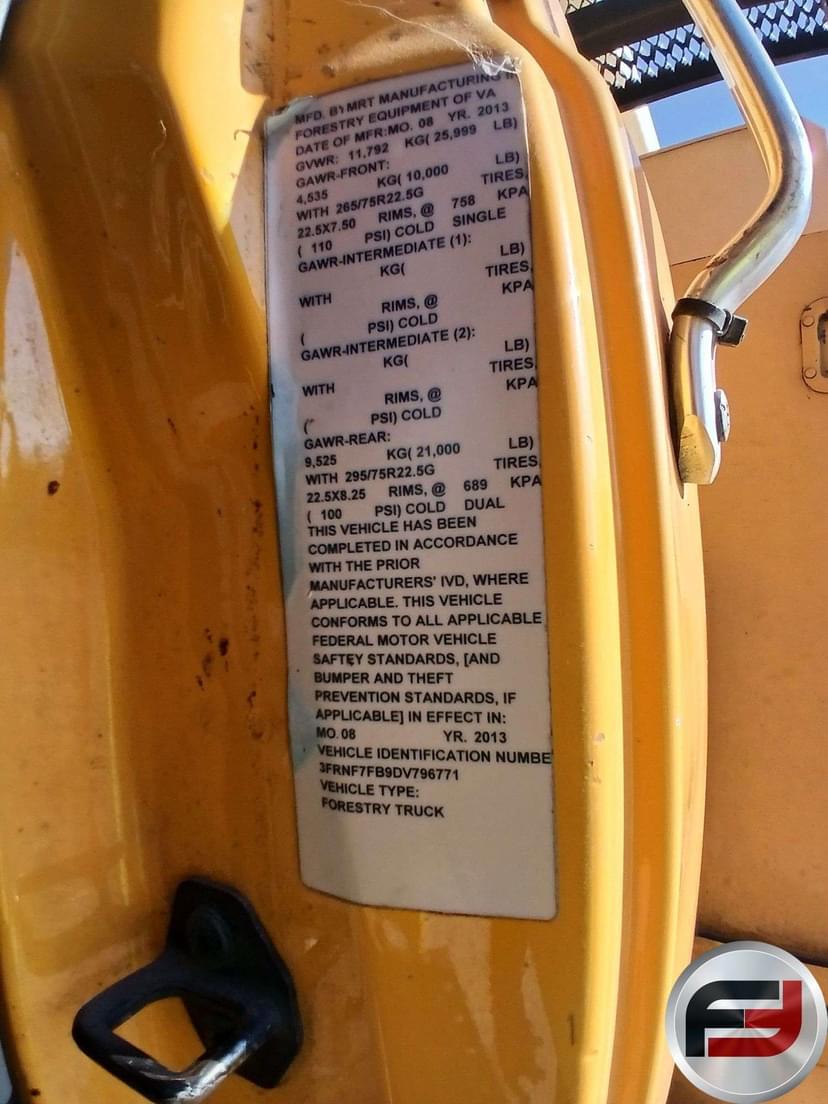 MFD. BY MRT MANUFACTURING
FORESTRY EQUIPMENT OF VA
DATE OF MFR:MO. 08 YR. 2013
GVWR: 11,792 KG( 25,999 LB)
GAWR-FRONT:
4,535 KG( 10,000 LB)
WITH 265/75R22.5G TIRES,
22.5X7.50 RIMS, @ 758 KPA
( 110 PSI) COLD SINGLE
GAWR-INTERMEDIATE (1):
KG( LB)
WITH TIRES,
RIMS, @ KPA
( PSI) COLD
GAWR-INTERMEDIATE (2):
KG( LB)
WITH TIRES,
RIMS, @ KPA
( PSI) COLD
GAWR-REAR:
9,525 KG( 21,000 LB)
WITH 295/75R22.5G TIRES,
22.5X8.25 RIMS, @ 689 KPA
( 100 PSI) COLD DUAL
THIS VEHICLE HAS BEEN
COMPLETED IN ACCORDANCE
WITH THE PRIOR
MANUFACTURERS' IVD, WHERE
APPLICABLE. THIS VEHICLE
CONFORMS TO ALL APPLICABLE
FEDERAL MOTOR VEHICLE
SAFTEY STANDARDS, [AND
BUMPER AND THEFT
PREVENTION STANDARDS, IF
APPLICABLE] IN EFFECT IN:
MO. 08 YR. 2013
VEHICLE IDENTIFICATION NUMBE
3FRNF7FB9DV796771
VEHICLE TYPE:
FORESTRY TRUCK